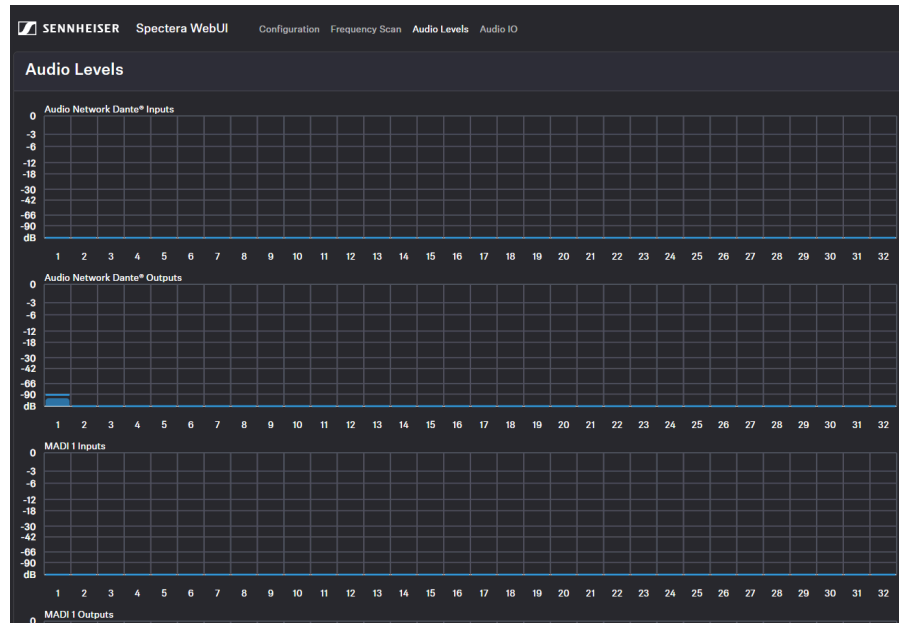 SENNHEISER Spectera WebUI Configuration Frequency Scan Audio Levels Audio IO
Audio Levels
Audio Network Dante® Inputs
0
-3
-6
-12
-18
-30
-42
-66
-90
dB
1 2 3 4 5 6 7 8 9 10 11 12 13 14 15 16 17 18 19 20 21 22 23 24 25 26 27 28 29 30 31 32
Audio Network Dante® Outputs
0
-3
-6
-12
-18
-30
-42
-66
-90
dB
1 2 3 4 5 6 7 8 9 10 11 12 13 14 15 16 17 18 19 20 21 22 23 24 25 26 27 28 29 30 31 32
MADI 1 Inputs
0
-3
-6
-12
-18
-30
-42
-66
-90
dB
1 2 3 4 5 6 7 8 9 10 11 12 13 14 15 16 17 18 19 20 21 22 23 24 25 26 27 28 29 30 31 32
MADI 1 Outputs
0